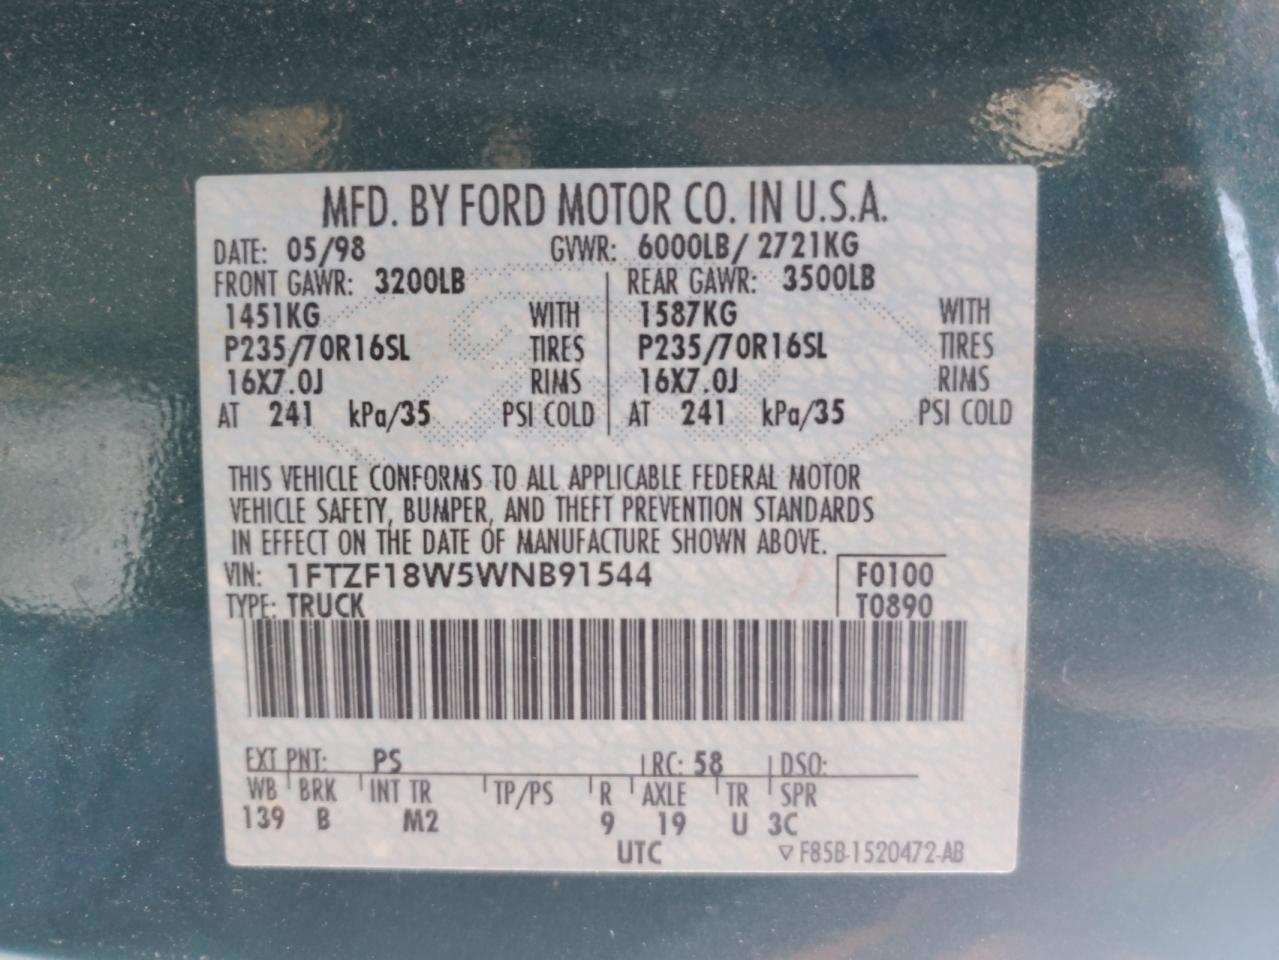 MFD. BY FORD MOTOR CO. IN U.S.A.
DATE: 05/98 GVWR: 6000LB/ 2721KG
FRONT GAWR: 3200LB REAR GAWR: 3500LB
1451KG WITH 1587KG WITH
P235/70R16SL TIRES P235/70R16SL TIRES
16X7.0J RIMS 16X7.0J RIMS
AT 241 kPa/35 PSI COLD AT 241 kPa/35 PSI COLD
THIS VEHICLE CONFORMS TO ALL APPLICABLE FEDERAL MOTOR
VEHICLE SAFETY, BUMPER, AND THEFT PREVENTION STANDARDS
IN EFFECT ON THE DATE OF MANUFACTURE SHOWN ABOVE.
VIN: 1FTZF18W5WNB91544 F0100
TYPE: TRUCK T0890
EXT PNT: PS RC: 58 DSO:
WB BRK INT TR TP/PS R AXLE TR SPR
139 B M2 9 19 U 3C
UTC ▽ F85B-1520472-AB